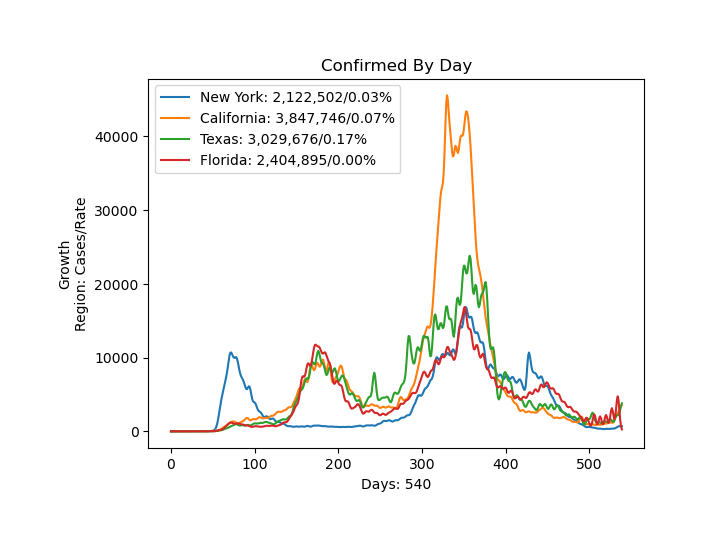 Confirmed By Day
New York: 2,122,502/0.03%
California: 3,847,746/0.07%
Texas: 3,029,676/0.17%
Florida: 2,404,895/0.00%
Growth
Region: Cases/Rate
40000
30000
20000
10000
0
0 100 200 300 400 500
Days: 540